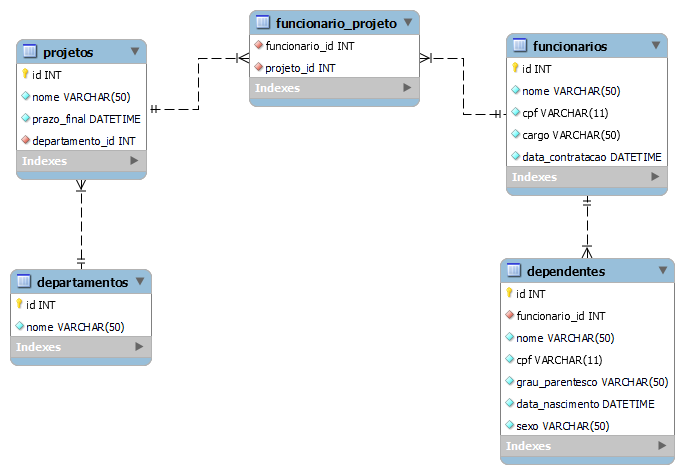 projetos
id INT
nome VARCHAR(50)
prazo_final DATETIME
departamento_id INT
Indexes
funcionario_projeto
funcionario_id INT
projeto_id INT
Indexes
funcionarios
id INT
nome VARCHAR(50)
cpf VARCHAR(11)
cargo VARCHAR(50)
data_contratacao DATETIME
Indexes
departamentos
id INT
nome VARCHAR(50)
Indexes
dependentes
id INT
funcionario_id INT
nome VARCHAR(50)
cpf VARCHAR(11)
grau_parentesco VARCHAR(50)
data_nascimento DATETIME
sexo VARCHAR(50)
Indexes